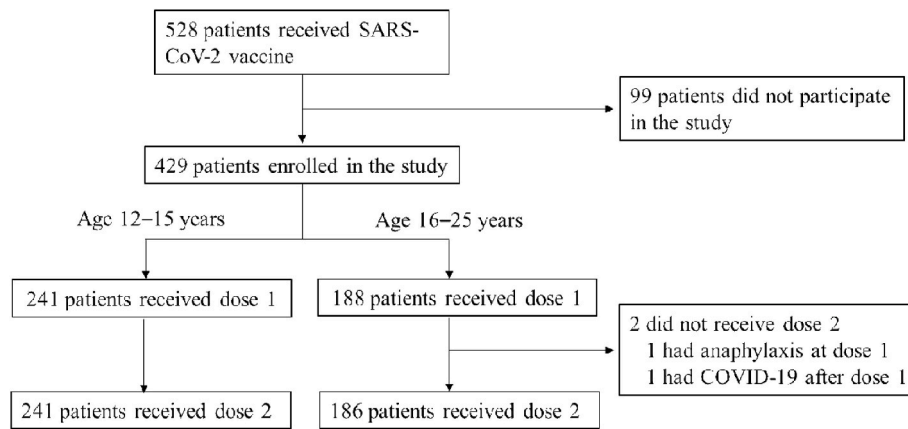 528 patients received SARS-
CoV-2 vaccine
99 patients did not participate
in the study
429 patients enrolled in the study
Age 12–15 years
Age 16–25 years
241 patients received dose 1
188 patients received dose 1
2 did not receive dose 2
1 had anaphylaxis at dose 1
1 had COVID-19 after dose 1
241 patients received dose 2
186 patients received dose 2